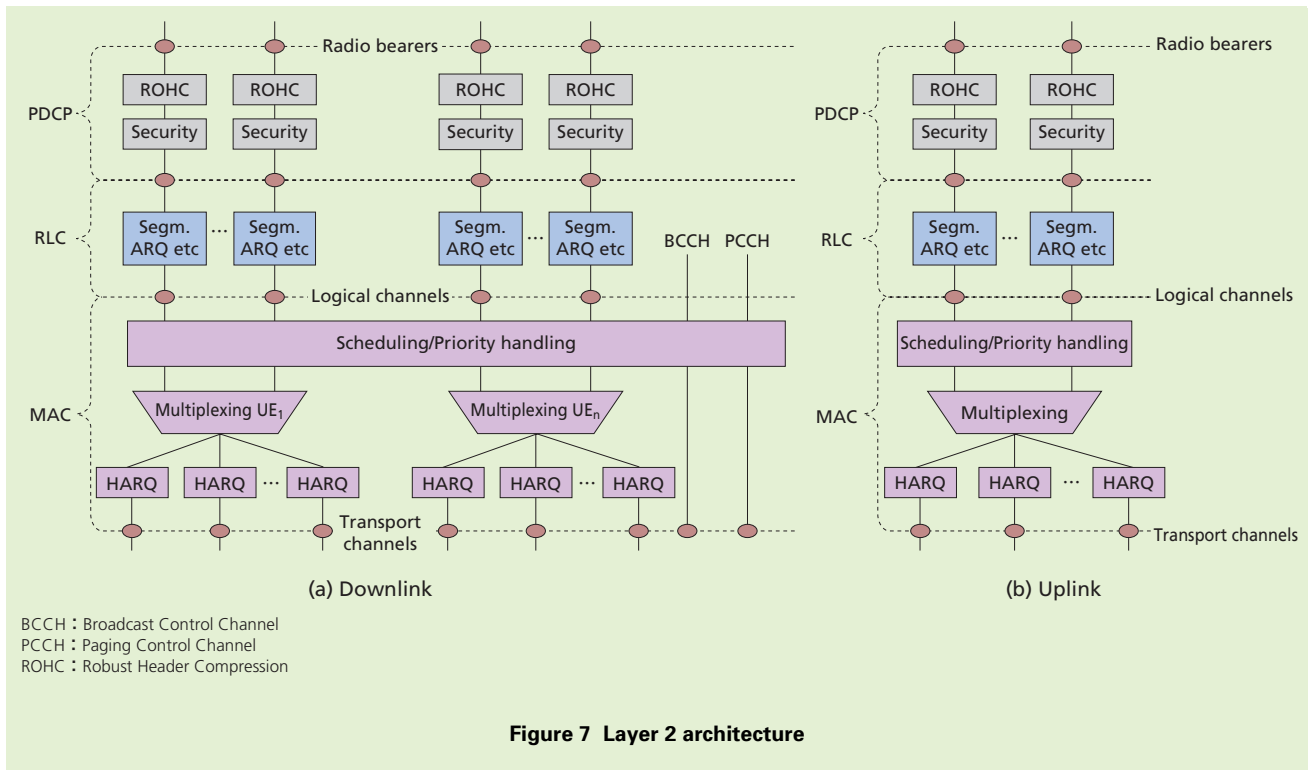 Radio bearers
Radio bearers
ROHC ROHC ROHC ROHC ROHC ROHC
PDCP PDCP
Security Security Security Security Security Security
Segm. ARQ etc ... Segm. ARQ etc Segm. ARQ etc ... Segm. ARQ etc Segm. ARQ etc ... Segm. ARQ etc
RLC BCCH PCCH RLC
Logical channels Logical channels
Scheduling/Priority handling Scheduling/Priority handling
MAC Multiplexing UE1 Multiplexing UEn MAC Multiplexing
HARQ HARQ ... HARQ HARQ HARQ ... HARQ HARQ HARQ ... HARQ
Transport channels Transport channels
(a) Downlink (b) Uplink
BCCH : Broadcast Control Channel
PCCH : Paging Control Channel
ROHC : Robust Header Compression
Figure 7 Layer 2 architecture